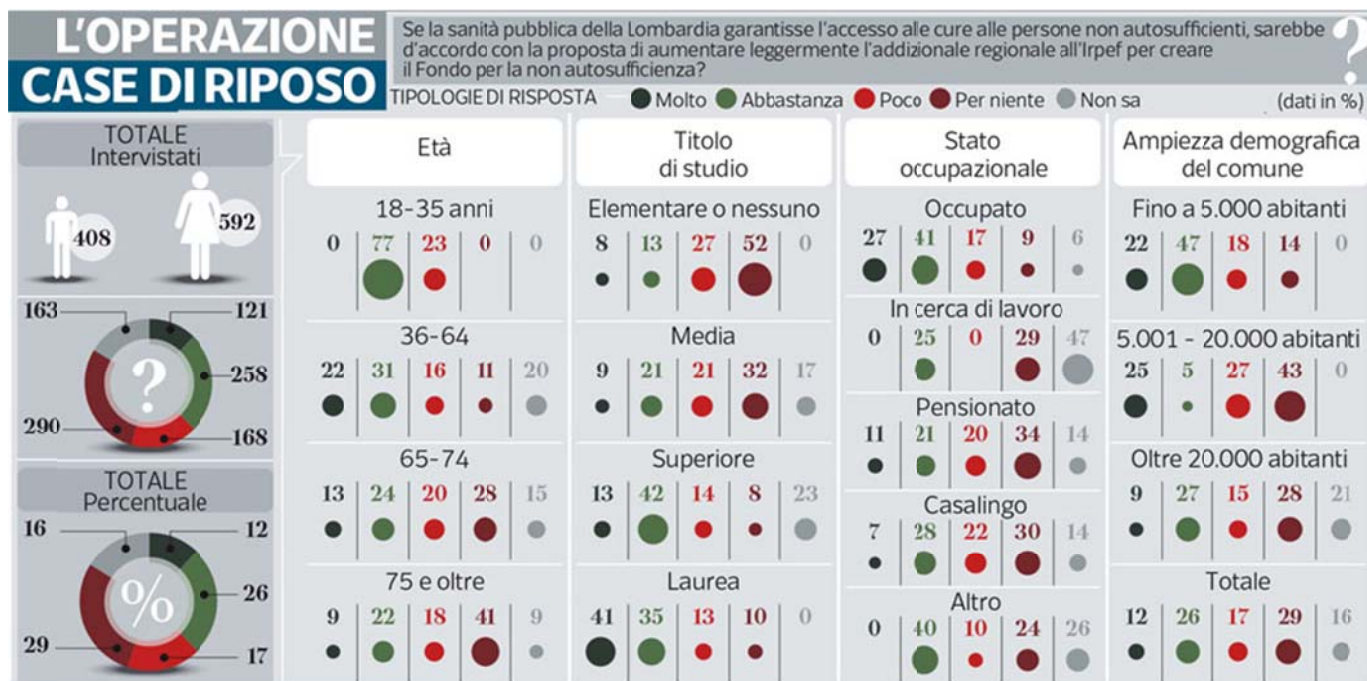 L'OPERAZIONE
CASE DI RIPOSO
Se la sanità pubblica della Lombardia garantisse l'accesso alle cure alle persone non autosufficienti, sarebbe
d'accordo con la proposta di aumentare leggermente l'addizionale regionale all'Irpef per creare
il Fondo per la non autosufficienza?
?
TIPOLOGIE DI RISPOSTA Molto Abbastanza Poco Per niente Non sa (dati in %)
TOTALE
Intervistati
408 592
163 121
?
258
290 168
TOTALE
Percentuale
16 12
%
26
29 17
Età
18-35 anni
0 77 23 0 0
36-64
22 31 16 11 20
65-74
13 24 20 28 15
75 e oltre
9 22 18 41 9
Titolo
di studio
Elementare o nessuno
8 13 27 52 0
Media
9 21 21 32 17
Superiore
13 42 14 8 23
Laurea
41 35 13 10 0
Stato
occupazionale
Occupato
27 41 17 9 6
In cerca di lavoro
0 25 0 29 47
Pensionato
11 21 20 34 14
Casalingo
7 28 22 30 14
Altro
0 40 10 24 26
Ampiezza demografica
del comune
Fino a 5.000 abitanti
22 47 18 14 0
5.001 - 20.000 abitanti
25 5 27 43 0
Oltre 20.000 abitanti
9 27 15 28 21
Totale
12 26 17 29 16